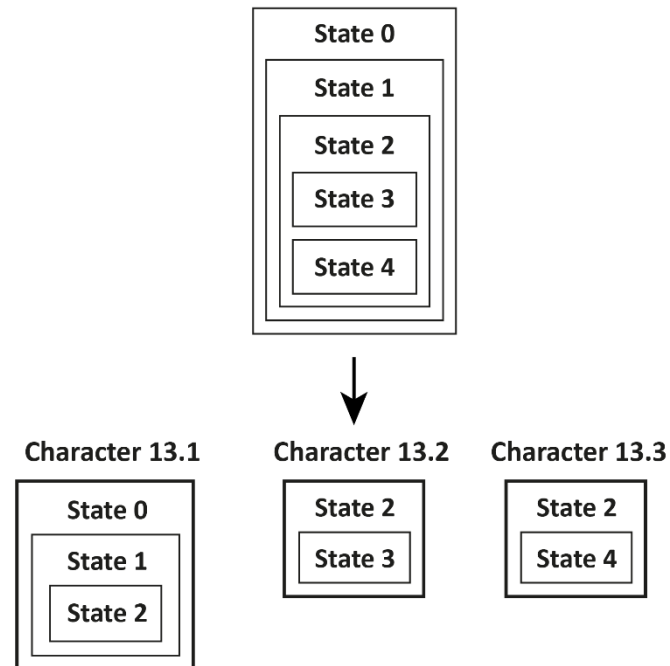 State 0
State 1
State 2
State 3
State 4
Character 13.1
State 0
State 1
State 2
Character 13.2
State 2
State 3
Character 13.3
State 2
State 4